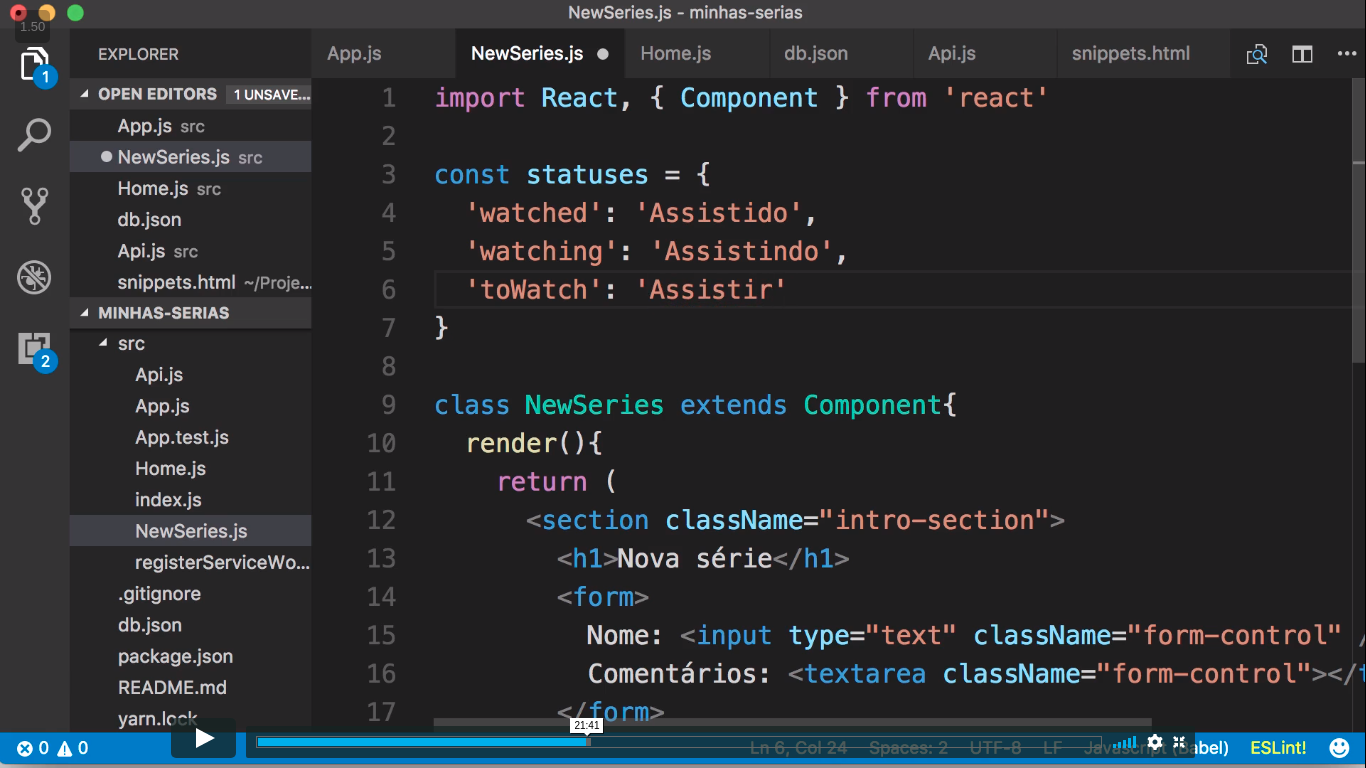 NewSeries.js - minhas-serias
1.50
EXPLORER
App.js
NewSeries.js
Home.js
db.json
Api.js
snippets.html
1
OPEN EDITORS 1 UNSAVE...
App.js src
NewSeries.js src
Home.js src
db.json
Api.js src
snippets.html ~/Proje...
MINHAS-SERIAS
src
Api.js
App.js
App.test.js
Home.js
index.js
NewSeries.js
registerServiceWo...
.gitignore
db.json
package.json
README.md
yarn.lock
2
1 import React, { Component } from 'react'
2
3 const statuses = {
4 'watched': 'Assistido',
5 'watching': 'Assistindo',
6 'toWatch': 'Assistir'
7 }
8
9 class NewSeries extends Component{
10 render(){
11 return (
12 <section className="intro-section">
13 <h1>Nova série</h1>
14 <form>
15 Nome: <input type="text" className="form-control" /
16 Comentários: <textarea className="form-control"></t
17 </form>
21:41
0 0
Ln 6, Col 24 Spaces: 2 UTF-8 LF Javascript (Babel) ESLint!